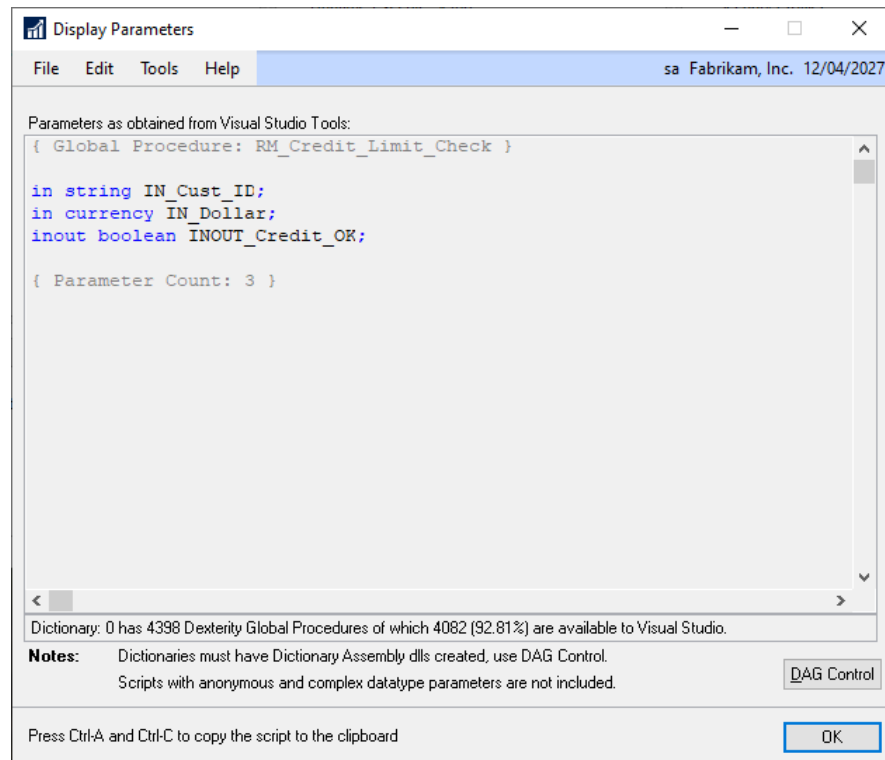 Display Parameters
File Edit Tools Help sa Fabrikam, Inc. 12/04/2027
Parameters as obtained from Visual Studio Tools:
{ Global Procedure: RM_Credit_Limit_Check }
in string IN_Cust_ID;
in currency IN_Dollar;
inout boolean INOUT_Credit_OK;
{ Parameter Count: 3 }
Dictionary: 0 has 4398 Dexterity Global Procedures of which 4082 (92.81%) are available to Visual Studio.
Notes: Dictionaries must have Dictionary Assembly dlls created, use DAG Control.
Scripts with anonymous and complex datatype parameters are not included.
DAG Control
Press Ctrl-A and Ctrl-C to copy the script to the clipboard
OK